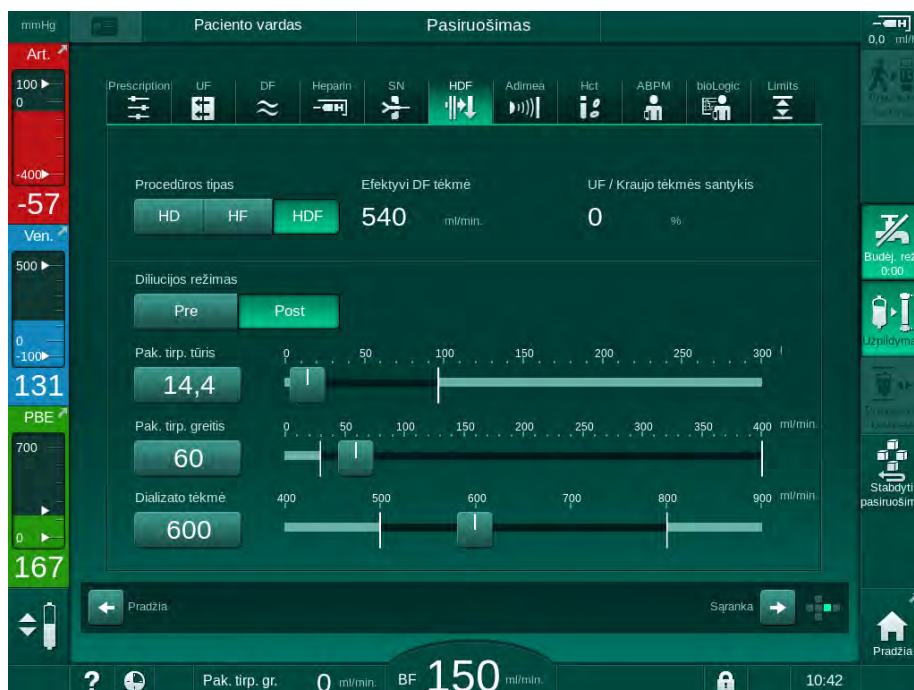 mmHg
Paciento vardas
Pasiruošimas
0,0 ml/
Art.
100
0
-400
-57
Ven.
500
0
-100
131
PBE
700
0
167
Prescription UF DF Heparin SN HDF Adimea Hct ABPM bioLogic Limits
Procedūros tipas
HD HF HDF
Efektyvi DF tėkmė
540 ml/min.
UF / Kraujo tėkmės santykis
0 %
Diliucijos režimas
Pre Post
Pak. tirp. tūris
14,4
0 50 100 150 200 250 300 l
Pak. tirp. greitis
60
0 50 100 150 200 250 300 350 400 ml/min.
Dializato tėkmė
600
400 500 600 700 800 900 ml/min.
Pradžia
Sąranka
Budėj. rež
0:00
Užpildyma
Stabdyti
pasiruošim
Pradžia
? Pak. tirp. gr. 0 ml/min. BF 150 ml/min. 10:42